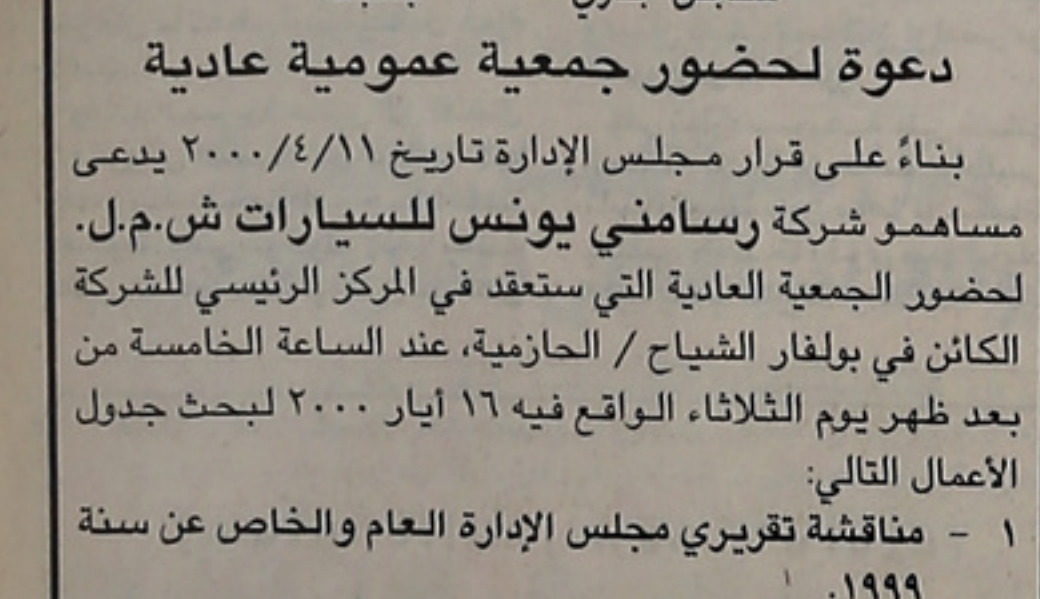 دعوة لحضور جمعية عمومية عادية
بناءً على قرار مجلس الإدارة تاريخ ٢٠٠٠/٤/١١ يدعى
مساهمو شركة رسامني يونس للسيارات ش.م.ل.
لحضور الجمعية العادية التي ستعقد في المركز الرئيسي للشركة
الكائن في بولفار الشياح / الحازمية، عند الساعة الخامسة من
بعد ظهر يوم الثلاثاء الواقع فيه ١٦ أيار ٢٠٠٠ لبحث جدول
الأعمال التالي:
١ - مناقشة تقريري مجلس الإدارة العام والخاص عن سنة
١٩٩٩.